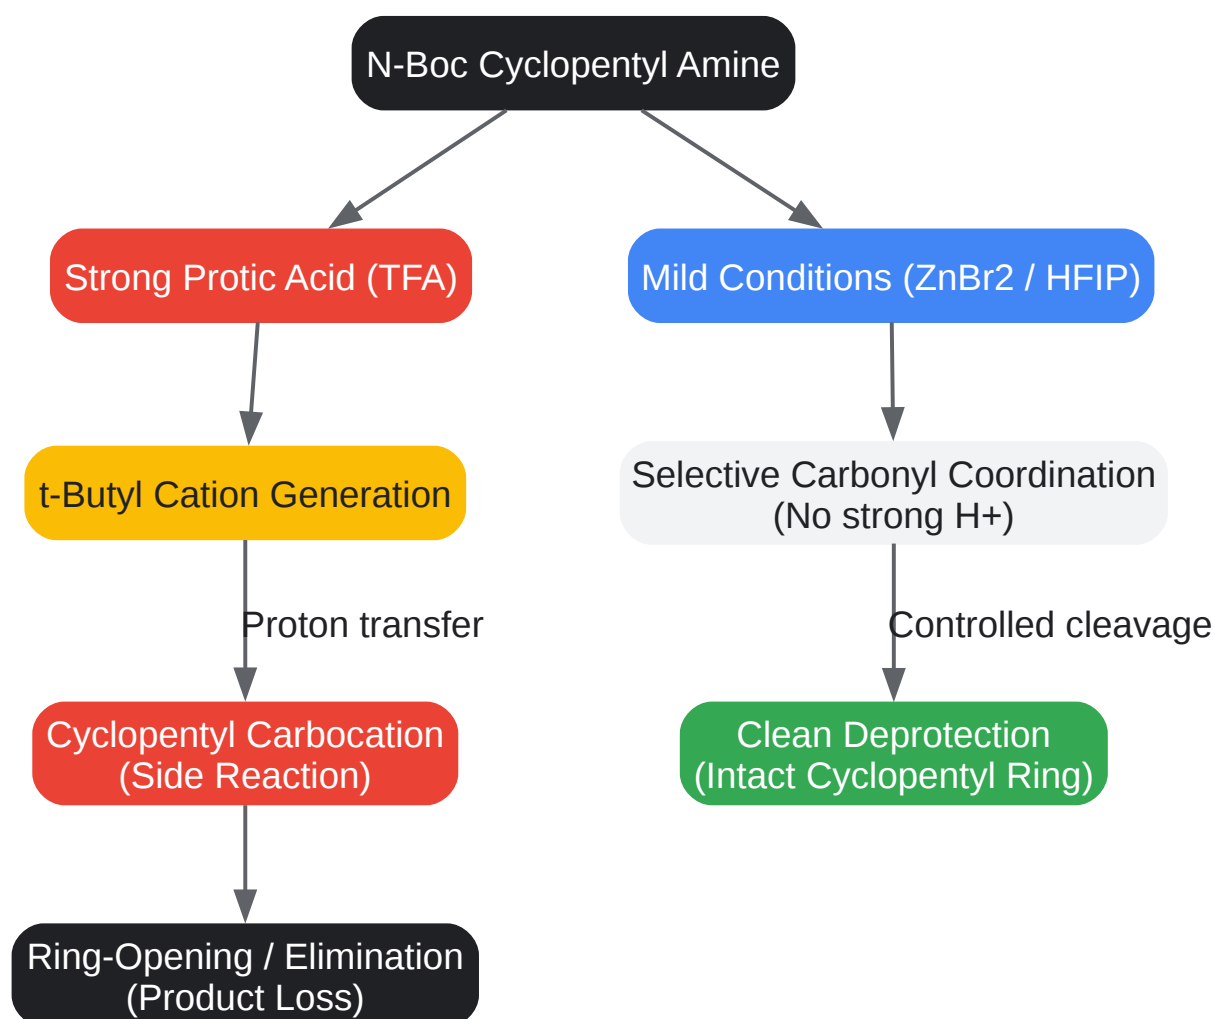 N-Boc Cyclopentyl Amine
Strong Protic Acid (TFA)
Mild Conditions (ZnBr2 / HFIP)
t-Butyl Cation Generation
Selective Carbonyl Coordination
(No strong H+)
Proton transfer
Controlled cleavage
Cyclopentyl Carbocation
(Side Reaction)
Clean Deprotection
(Intact Cyclopentyl Ring)
Ring-Opening / Elimination
(Product Loss)